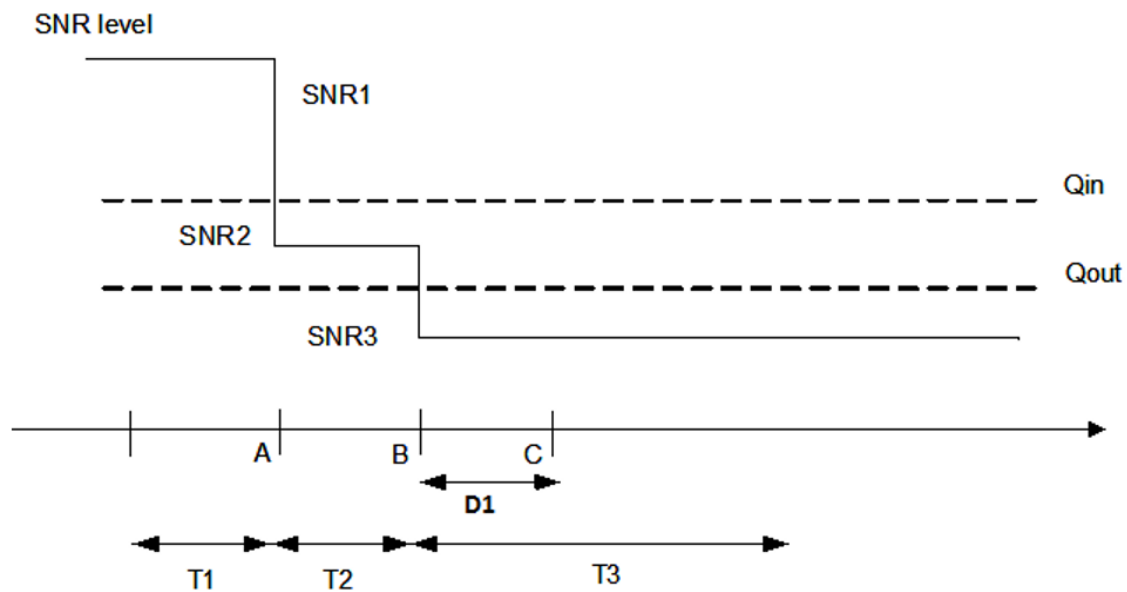 SNR level
SNR1
Qin
SNR2
Qout
SNR3
A
B
C
D1
T1
T2
T3